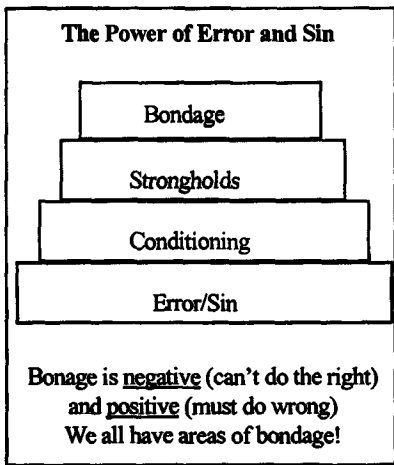 The Power of Error and Sin
Bondage
Strongholds
Conditioning
Error/Sin
Bonage is negative (can't do the right)
and positive (must do wrong)
We all have areas of bondage!